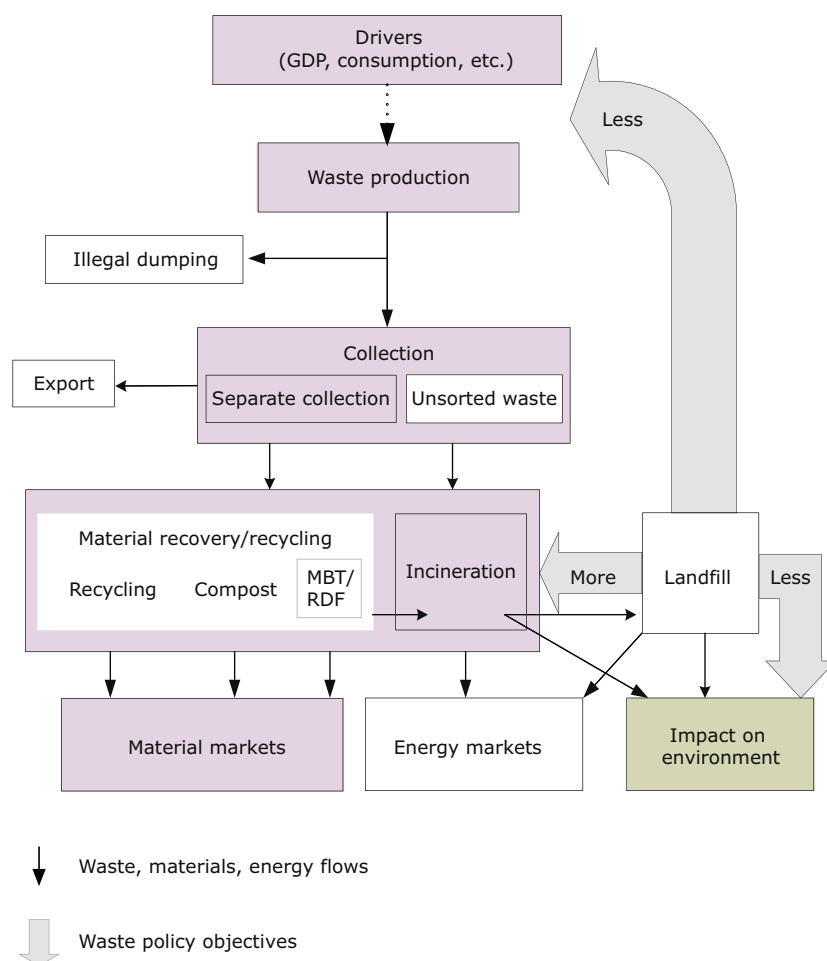 Drivers
(GDP, consumption, etc.)
Less
Waste production
Illegal dumping
Collection
Export
Separate collection
Unsorted waste
Material recovery/recycling
Recycling
Compost
MBT/
RDF
Incineration
More
Landfill
Less
Material markets
Energy markets
Impact on
environment
Waste, materials, energy flows
Waste policy objectives